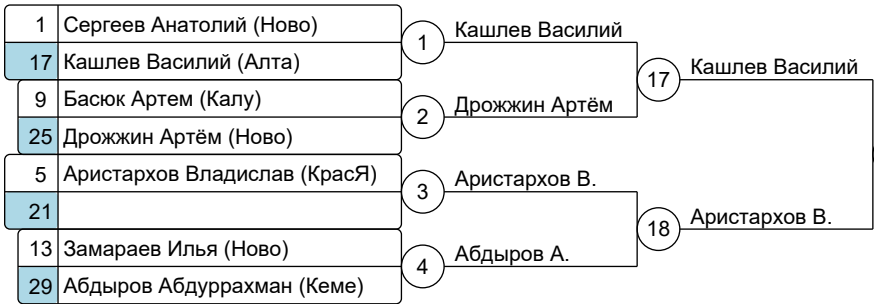 1 Сергеев Анатолий (Ново)
17 Кашлев Василий (Алта)
1 Кашлев Василий
9 Басюк Артем (Калу)
25 Дрожжин Артём (Ново)
2 Дрожжин Артём
17 Кашлев Василий
5 Аристархов Владислав (КрасЯ)
21
3 Аристархов В.
13 Замараев Илья (Ново)
29 Абдыров Абдуррахман (Кеме)
4 Абдыров А.
18 Аристархов В.